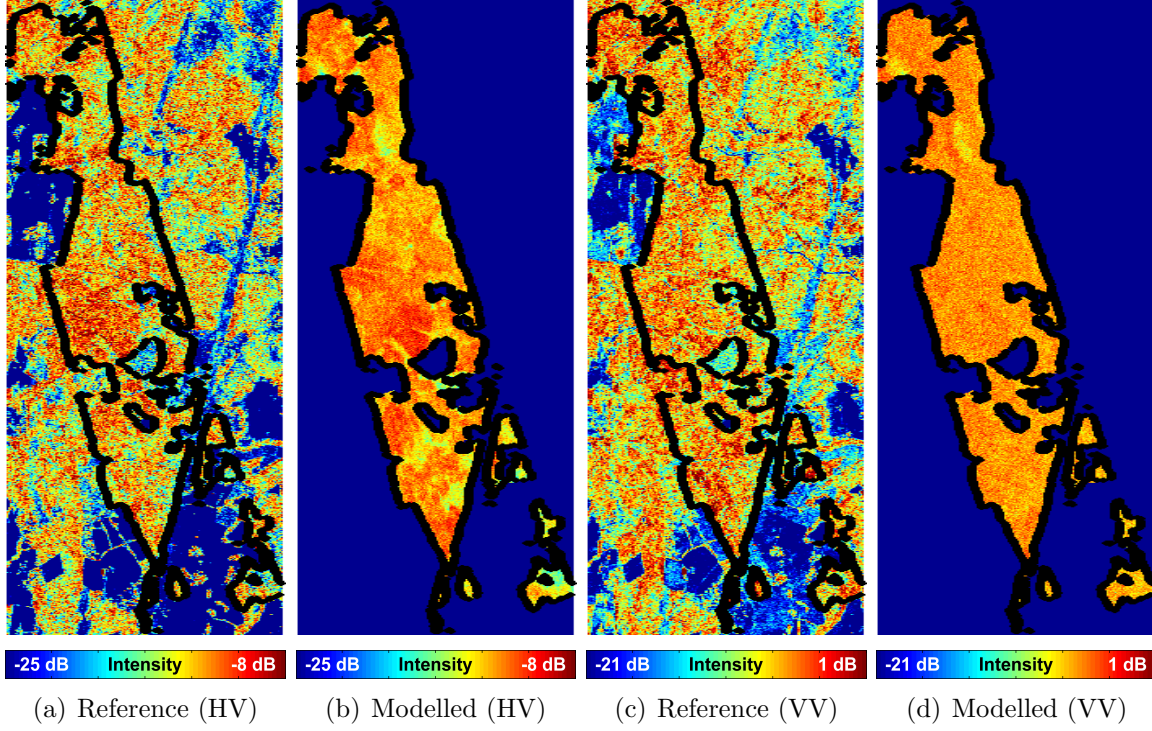 -25 dB Intensity -8 dB -25 dB Intensity -8 dB -21 dB Intensity 1 dB -21 dB Intensity 1 dB
(a) Reference (HV) (b) Modelled (HV) (c) Reference (VV) (d) Modelled (VV)